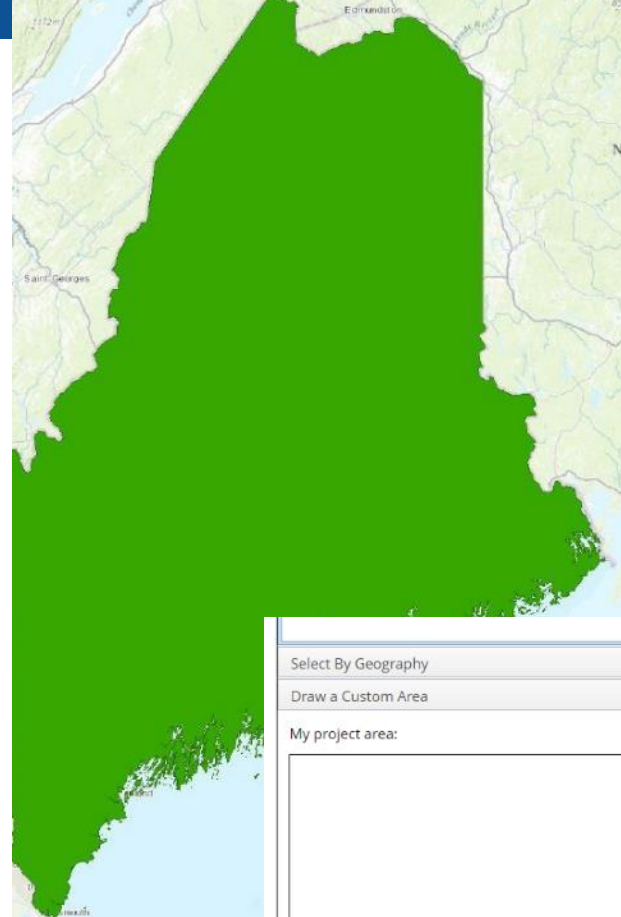 Edmundston
Saint-Georges
Select By Geography
Draw a Custom Area
My project area: